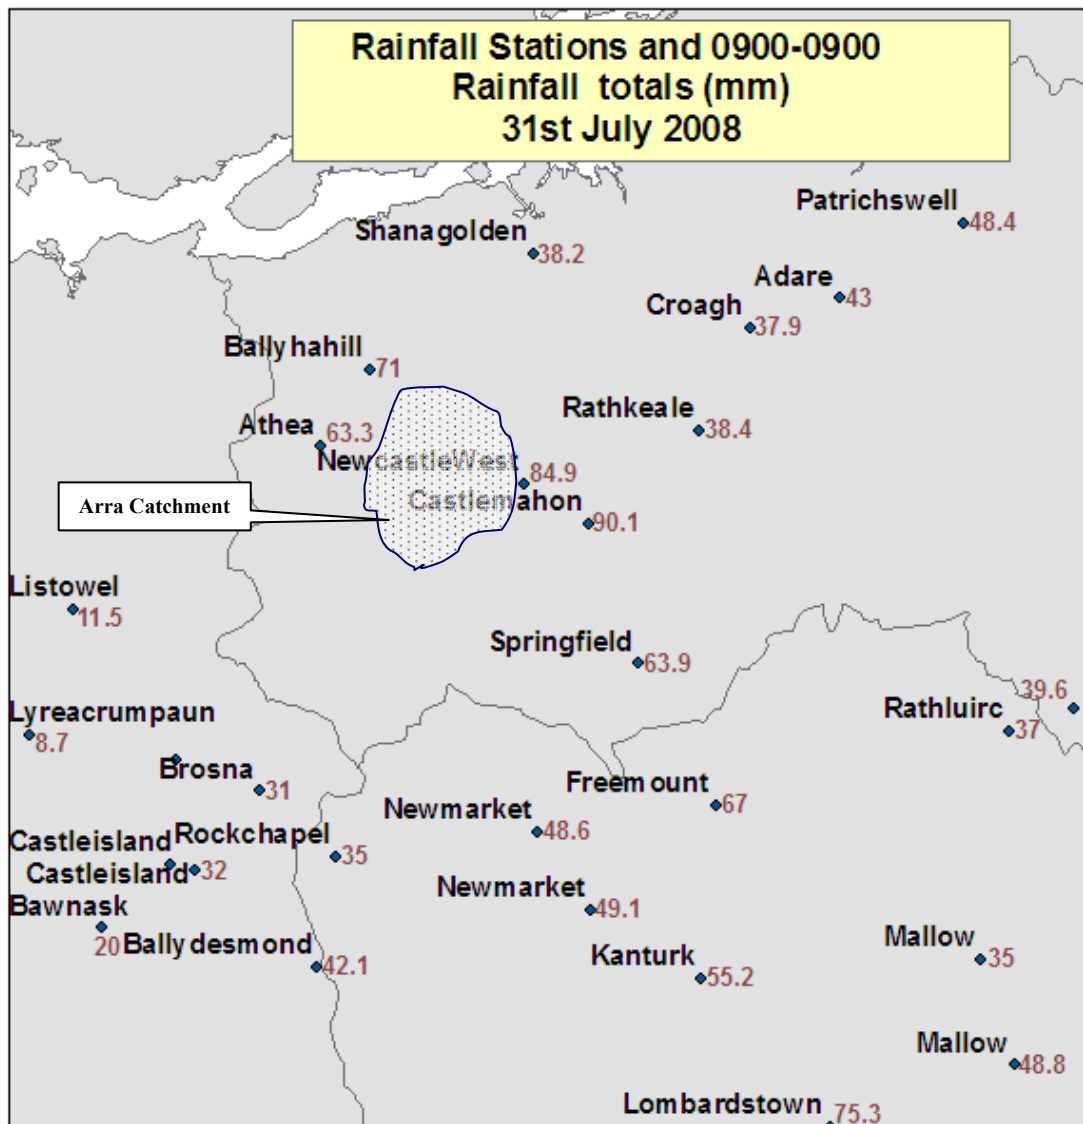 Rainfall Stations and 0900-0900
Rainfall totals (mm)
31st July 2008
Patrichswell
48.4
Shanagolden
38.2
Adare
43
Croagh
37.9
Ballyhahill
71
Rathkeale
38.4
Athea
63.3
NewcastleWest
84.9
Castlemahon
90.1
Arra Catchment
Listowel
11.5
Springfield
63.9
39.6
Rathluirc
37
Lyreacrumpaun
8.7
Brosna
31
Freemount
67
Newmarket
48.6
Castleisland
Rockchapel
35
Castleisland
32
Newmarket
49.1
Bawnask
20
Ballydesmond
42.1
Kanturk
55.2
Mallow
35
Mallow
48.8
Lombardstown
75.3